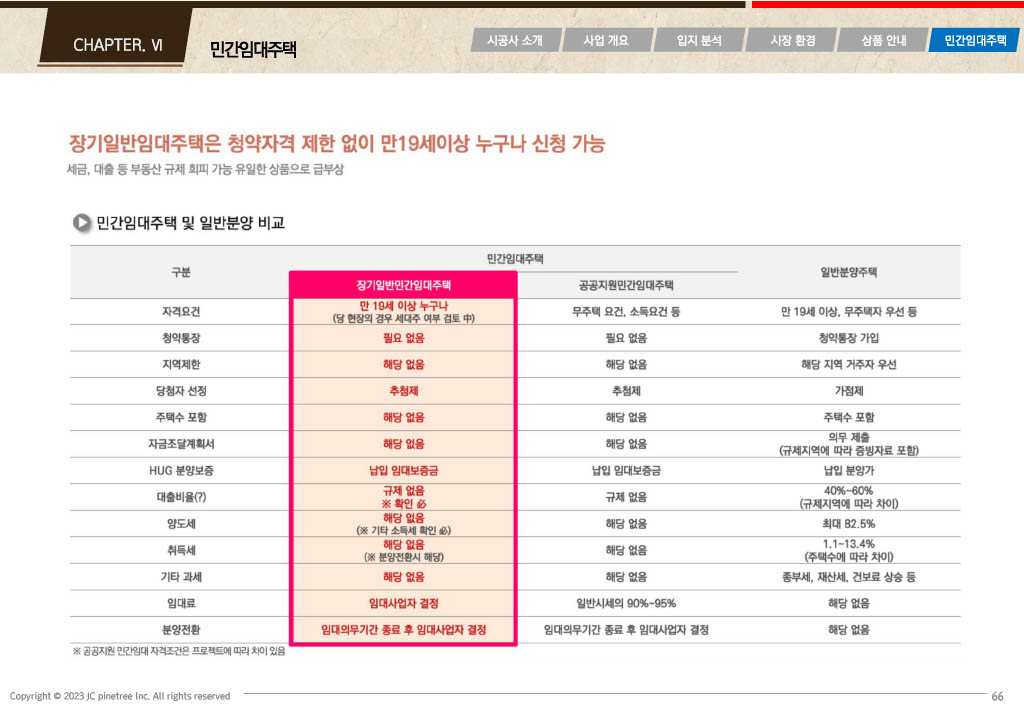 CHAPTER. Ⅵ
민간임대주택
시공사 소개 사업 개요 입지 분석 시장 환경 상품 안내 민간임대주택
장기일반임대주택은 청약자격 제한 없이 만19세이상 누구나 신청 가능
세금, 대출 등 부동산 규제 회피 가능 유일한 상품으로 급부상
민간임대주택 및 일반분양 비교
구분 민간임대주택 일반분양주택
장기일반민간임대주택 공공지원민간임대주택
자격요건 만 19세 이상 누구나 (당 현장의 경우 세대주 여부 검토 中) 무주택 요건, 소득요건 등 만 19세 이상, 무주택자 우선 등
청약통장 필요 없음 필요 없음 청약통장 가입
지역제한 해당 없음 해당 없음 해당 지역 거주자 우선
당첨자 선정 추첨제 추첨제 가점제
주택수 포함 해당 없음 해당 없음 주택수 포함
자금조달계획서 해당 없음 해당 없음 의무 제출 (규제지역에 따라 증빙자료 포함)
HUG 분양보증 납입 임대보증금 납입 임대보증금 납입 분양가
대출비율(?) 규제 없음 ※ 확인 必 규제 없음 40%~60% (규제지역에 따라 차이)
양도세 해당 없음 (※ 기타 소득세 확인 必) 해당 없음 최대 82.5%
취득세 해당 없음 (※ 분양전환시 해당) 해당 없음 1.1~13.4% (주택수에 따라 차이)
기타 과세 해당 없음 해당 없음 종부세, 재산세, 건보료 상승 등
임대료 임대사업자 결정 일반시세의 90%~95% 해당 없음
분양전환 임대의무기간 종료 후 임대사업자 결정 임대의무기간 종료 후 임대사업자 결정 해당 없음
※ 공공지원 민간임대 자격조건은 프로젝트에 따라 차이 있음
Copyright © 2023 JC pinetree Inc. All rights reserved 66